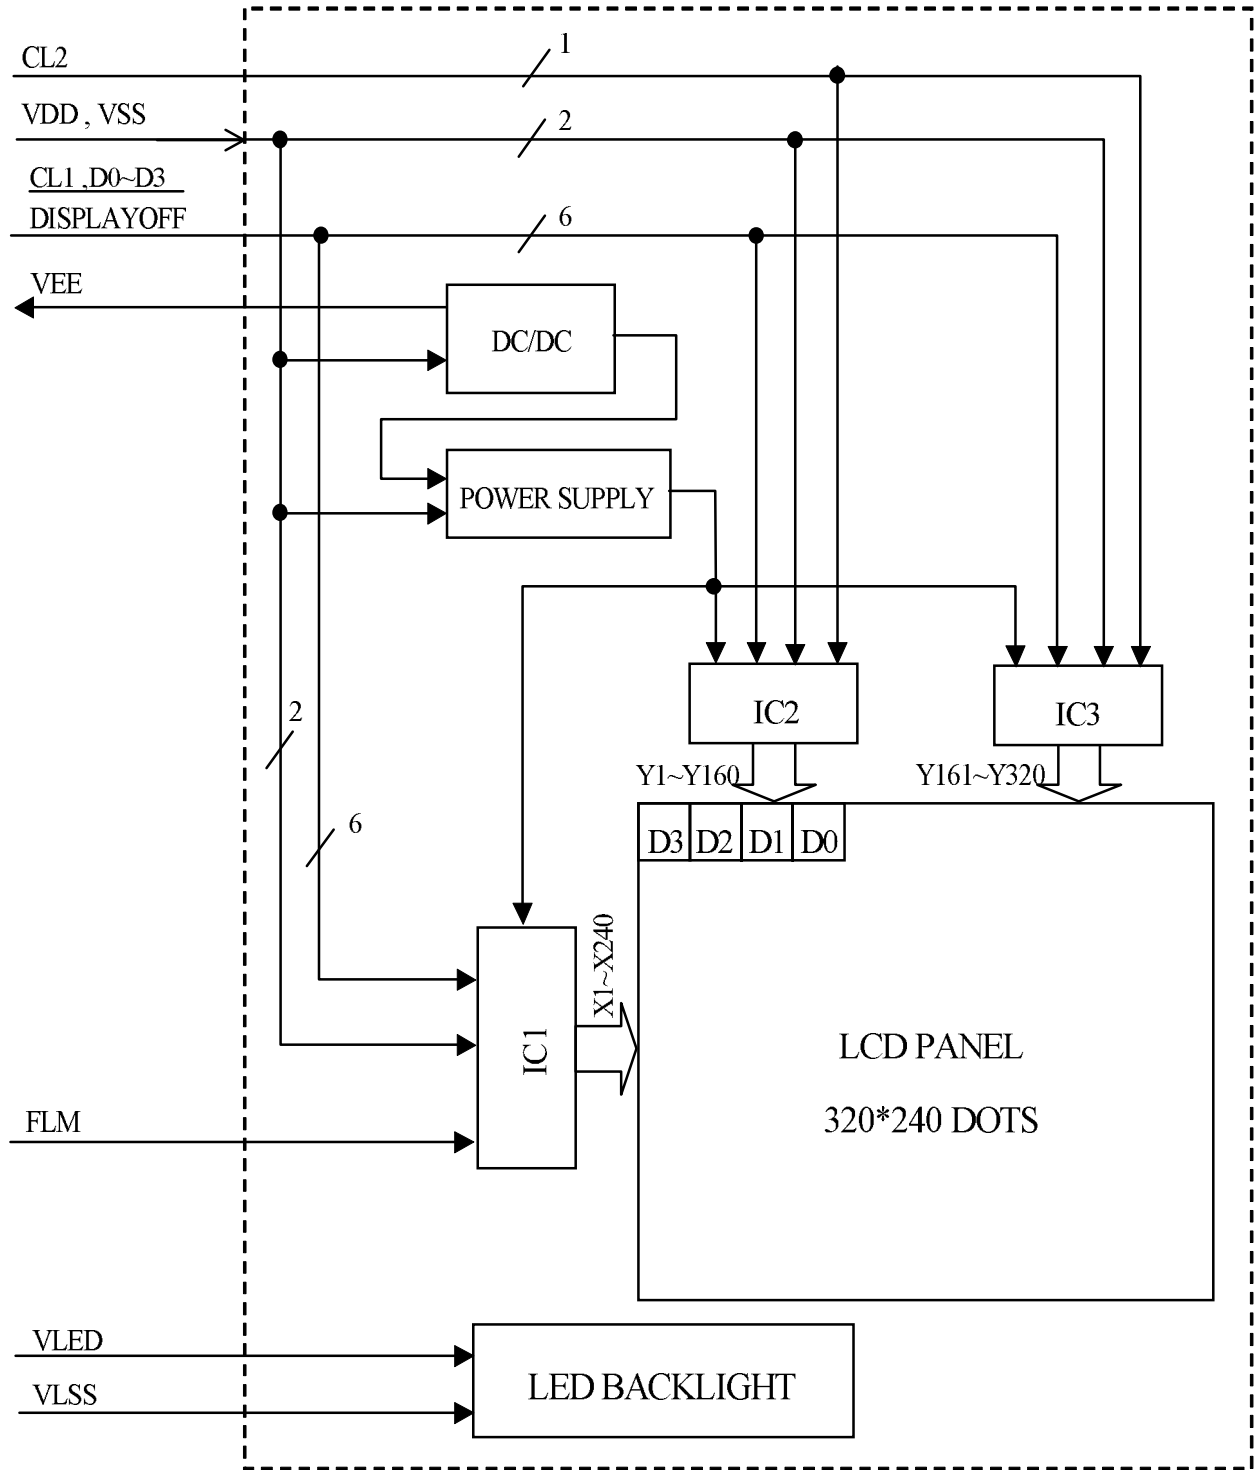 1
CL2
VDD , VSS
2
CL1 ,D0~D3
DISPLAYOFF
6
VEE
DC/DC
POWER SUPPLY
2
IC2
IC3
Y1~Y160
Y161~Y320
6
D3 D2 D1 D0
X1~X240
IC1
LCD PANEL
320*240 DOTS
FLM
VLED
VLSS
LED BACKLIGHT